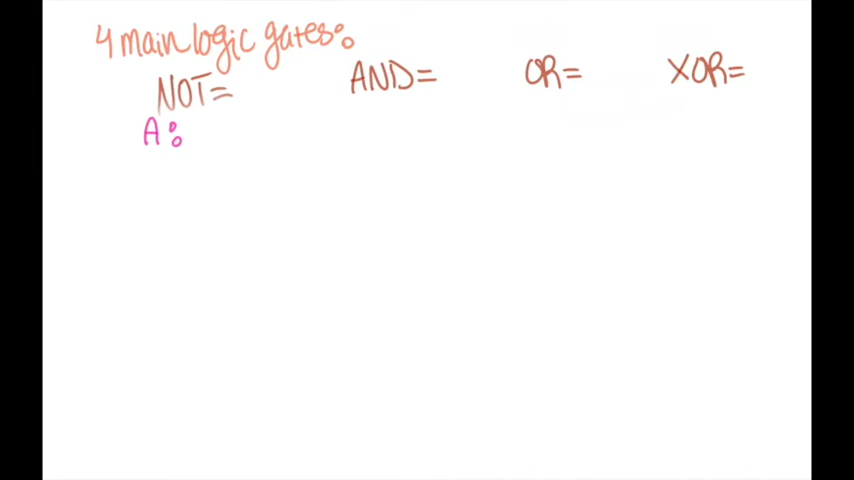 4 main logic gates:
NOT= AND= OR= XOR=
A: